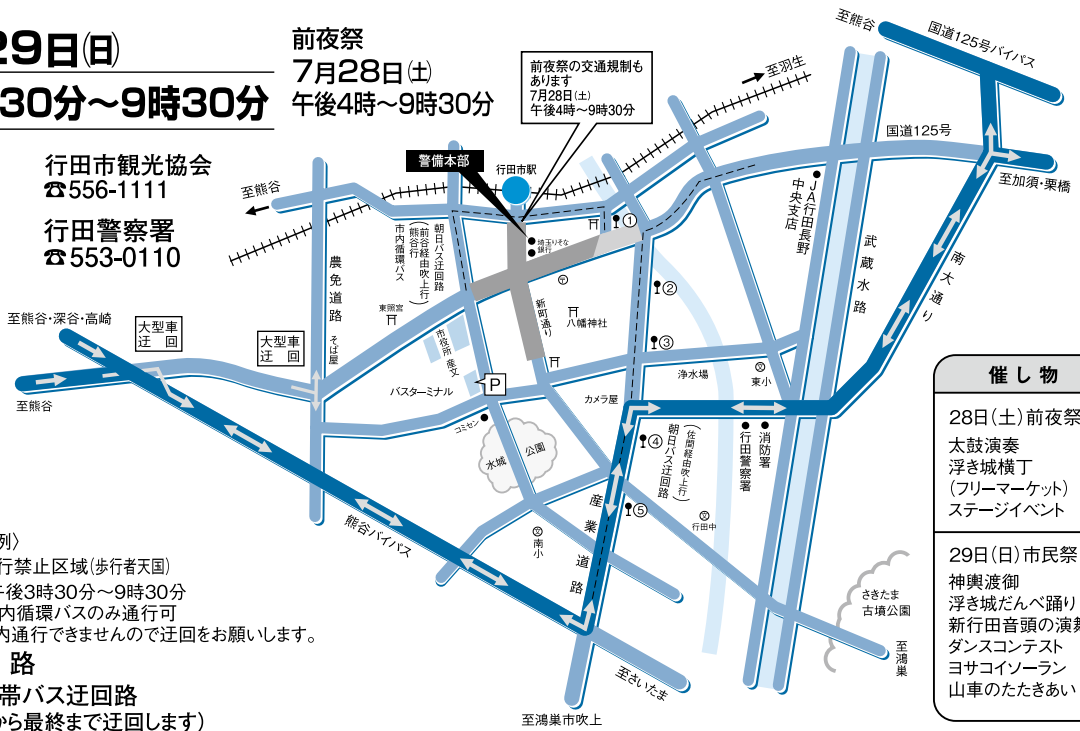 29日(日)
30分〜9時30分
前夜祭
7月28日(土)
午後4時〜9時30分
前夜祭の交通規制も
あります
7月28日(土)
午後4時〜9時30分
行田市観光協会
☎556-1111
行田警察署
☎553-0110
警備本部
行田市駅
至羽生
至熊谷
国道125号バイパス
国道125号
至加須・栗橋
至熊谷
農免道路
そば屋
市内循環バス
(前谷経由吹上行)
(熊谷行)
朝日バス迂回路
埼玉りそな
銀行
①
②
③
④
⑤
JA行田長野
中央支店
武蔵水路
南大通り
東照宮
八幡神社
新町通り
市役所
産文
至熊谷・深谷・高崎
大型車
迂回
大型車
迂回
至熊谷
バスターミナル
P
コミセン
水城
公園
カメラ屋
浄水場
東小
(佐間経由吹上行)
朝日バス迂回路
行田警察署
消防署
行田中
南小
産業道路
熊谷バイパス
至さいたま
至鴻巣市吹上
さきたま
古墳公園
至鴻巣
例〉
行禁止区域(歩行者天国)
午後3時30分〜9時30分
内循環バスのみ通行可
内通行できませんので迂回をお願いします。
路
帯バス迂回路
から最終まで迂回します)
催し物
28日(土)前夜祭
太鼓演奏
浮き城横丁
(フリーマーケット)
ステージイベント
29日(日)市民祭
神輿渡御
浮き城だんべ踊り
新行田音頭の演舞
ダンスコンテスト
ヨサコイソーラン
山車のたたきあい